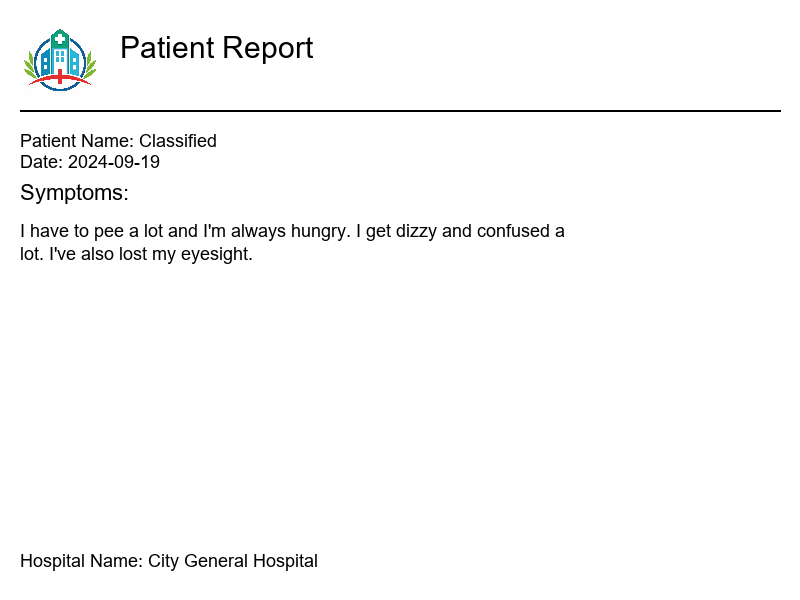 Patient Report
Patient Name: Classified
Date: 2024-09-19
Symptoms:
I have to pee a lot and I'm always hungry. I get dizzy and confused a
lot. I've also lost my eyesight.
Hospital Name: City General Hospital